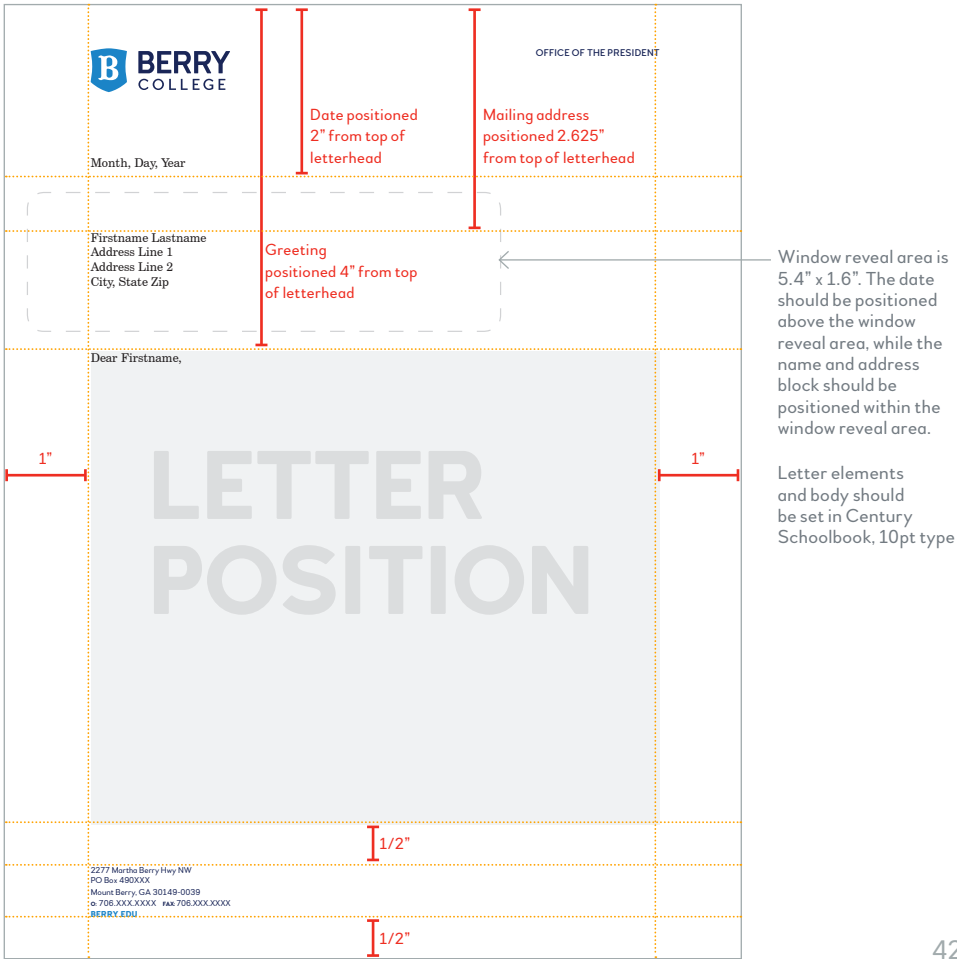 B BERRY
COLLEGE
OFFICE OF THE PRESIDENT
Date positioned
2” from top of
letterhead
Mailing address
positioned 2.625”
from top of letterhead
Month, Day, Year
Firstname Lastname
Address Line 1
Address Line 2
City, State Zip
Greeting
positioned 4” from top
of letterhead
Window reveal area is
5.4” x 1.6”. The date
should be positioned
above the window
reveal area, while the
name and address
block should be
positioned within the
window reveal area.
Letter elements
and body should
be set in Century
Schoolbook, 10pt type
Dear Firstname,
1”
1”
LETTER
POSITION
1/2”
2277 Martha Berry Hwy NW
PO Box 490XXX
Mount Berry, GA 30149-0039
O: 706.XXX.XXXX FAX: 706.XXX.XXXX
BERRY.EDU
1/2”
42